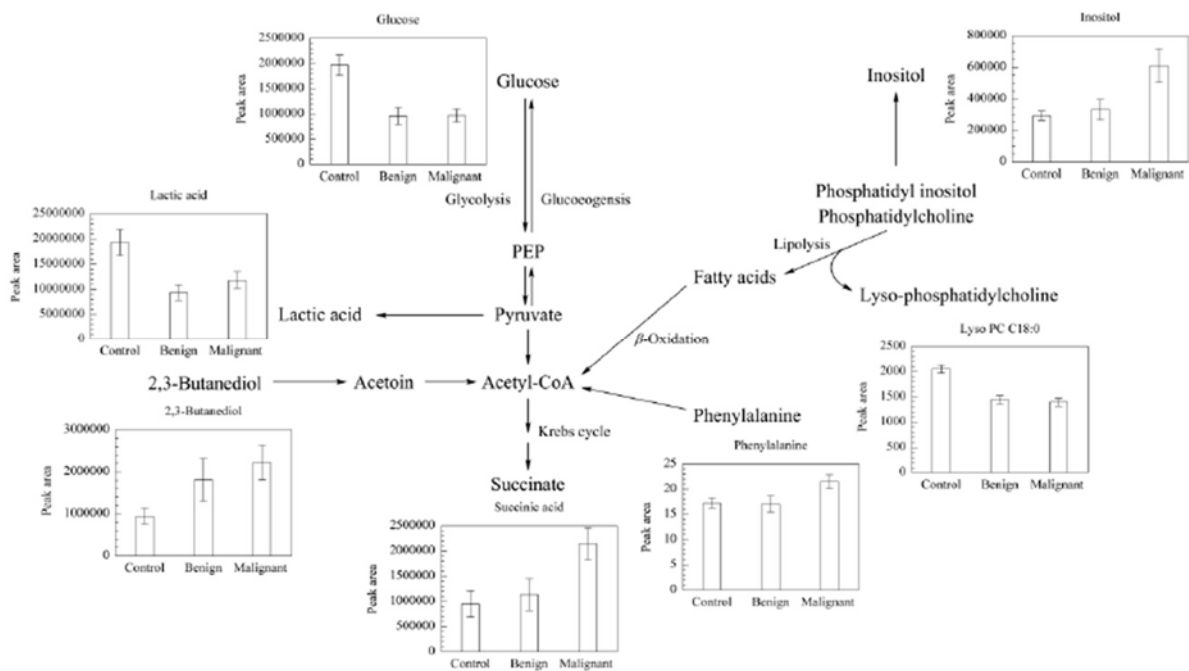 Glucose
2500000
2000000
1500000
1000000
500000
0
Peak area
Control Benign Malignant
Glucose
Glycolysis
Glucoeogensis
PEP
Pyruvate
Lactic acid
Lactic acid
25000000
20000000
15000000
10000000
5000000
0
Peak area
Control Benign Malignant
2,3-Butanediol
Acetoin
Acetyl-CoA
2,3-Butanediol
3000000
2000000
1000000
0
Peak area
Control Benign Malignant
Krebs cycle
Succinate
Succinic acid
2500000
2000000
1500000
1000000
500000
0
Peak area
Control Benign Malignant
Inositol
800000
600000
400000
200000
0
Peak area
Control Benign Malignant
Inositol
Phosphatidyl inositol
Phosphatidylcholine
Lipolysis
Fatty acids
Lyso-phosphatidylcholine
β-Oxidation
Lyso PC C18:0
2500
2000
1500
1000
500
0
Peak area
Control Benign Malignant
Phenylalanine
Phenylalanine
25
20
15
10
5
0
Peak area
Control Benign Malignant